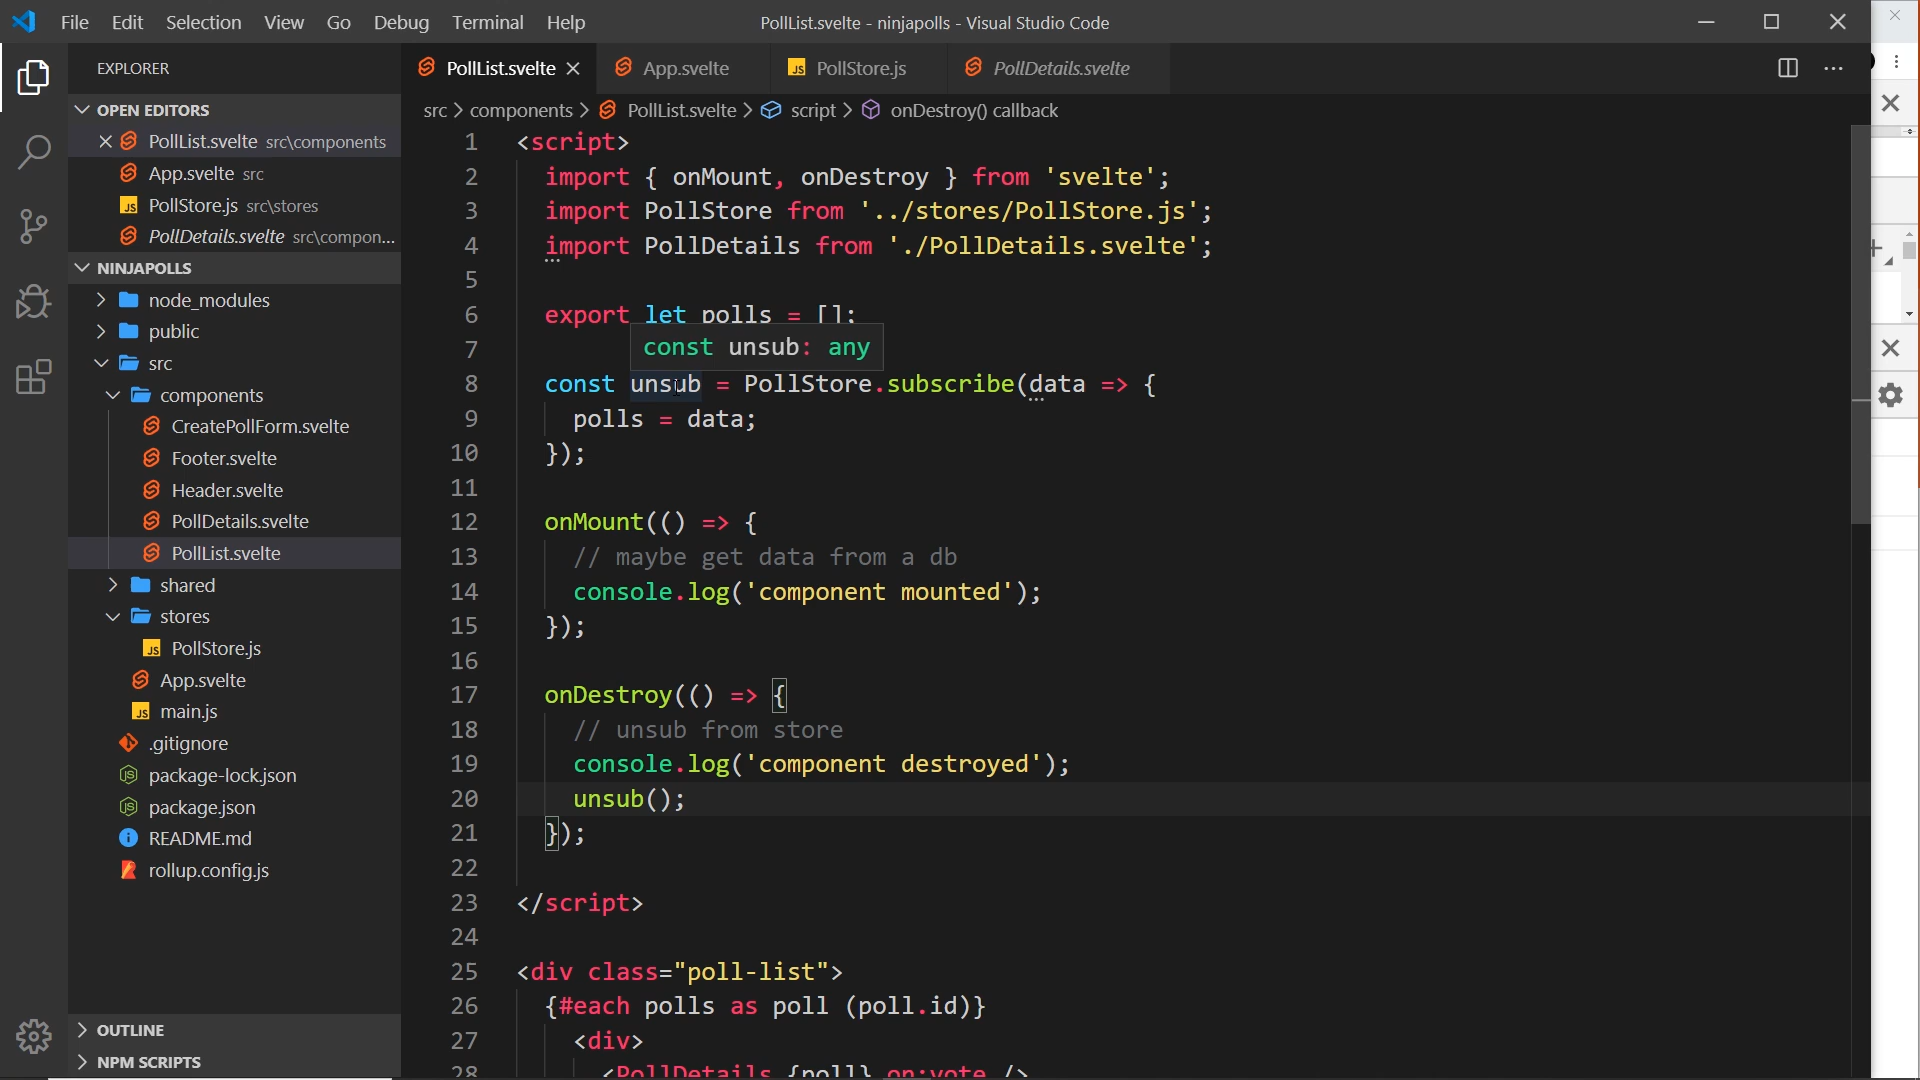 File Edit Selection View Go Debug Terminal Help
PollList.svelte - ninjapolls - Visual Studio Code
EXPLORER
OPEN EDITORS
PollList.svelte src\components
App.svelte src
JS PollStore.js src\stores
PollDetails.svelte src\compon...
NINJAPOLLS
node_modules
public
src
components
CreatePollForm.svelte
Footer.svelte
Header.svelte
PollDetails.svelte
PollList.svelte
shared
stores
JS PollStore.js
App.svelte
JS main.js
.gitignore
package-lock.json
package.json
README.md
rollup.config.js
OUTLINE
NPM SCRIPTS
PollList.svelte App.svelte JS PollStore.js PollDetails.svelte
src > components > PollList.svelte > script > onDestroy() callback
1 <script>
2 import { onMount, onDestroy } from 'svelte';
3 import PollStore from '../stores/PollStore.js';
4 import PollDetails from './PollDetails.svelte';
5
6 export let polls = [];
7 const unsub: any
8 const unsub = PollStore.subscribe(data => {
9 polls = data;
10 });
11
12 onMount(() => {
13 // maybe get data from a db
14 console.log('component mounted');
15 });
16
17 onDestroy(() => {
18 // unsub from store
19 console.log('component destroyed');
20 unsub();
21 });
22
23 </script>
24
25 <div class="poll-list">
26 {#each polls as poll (poll.id)}
27 <div>
28 <PollDetails {poll} on:vote />